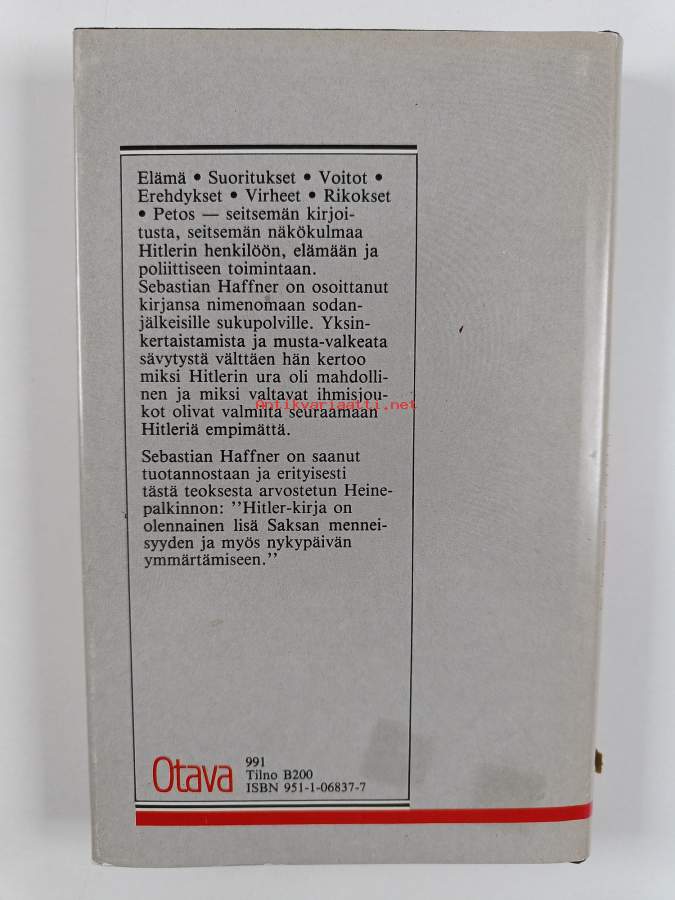 Elämä • Suoritukset • Voitot •
Erehdykset • Virheet • Rikokset
• Petos — seitsemän kirjoi-
tusta, seitsemän näkökulmaa
Hitlerin henkilöön, elämään ja
poliittiseen toimintaan.
Sebastian Haffner on osoittanut
kirjansa nimenomaan sodan-
jälkeisille sukupolville. Yksin-
kertaistamista ja musta-valkeata
sävytystä välttäen hän kertoo
miksi Hitlerin ura oli mahdolli-
nen ja miksi valtavat ihmisjou-
kot olivat valmiita seuraamaan
Antikvariaatti.net
Hitleriä empimättä.
Sebastian Haffner on saanut
tuotannostaan ja erityisesti
tästä teoksesta arvostetun Heine-
palkinnon: ”Hitler-kirja on
olennainen lisä Saksan mennei-
syyden ja myös nykypäivän
ymmärtämiseen.”
Otava
991
Tilno B200
ISBN 951-1-06837-7